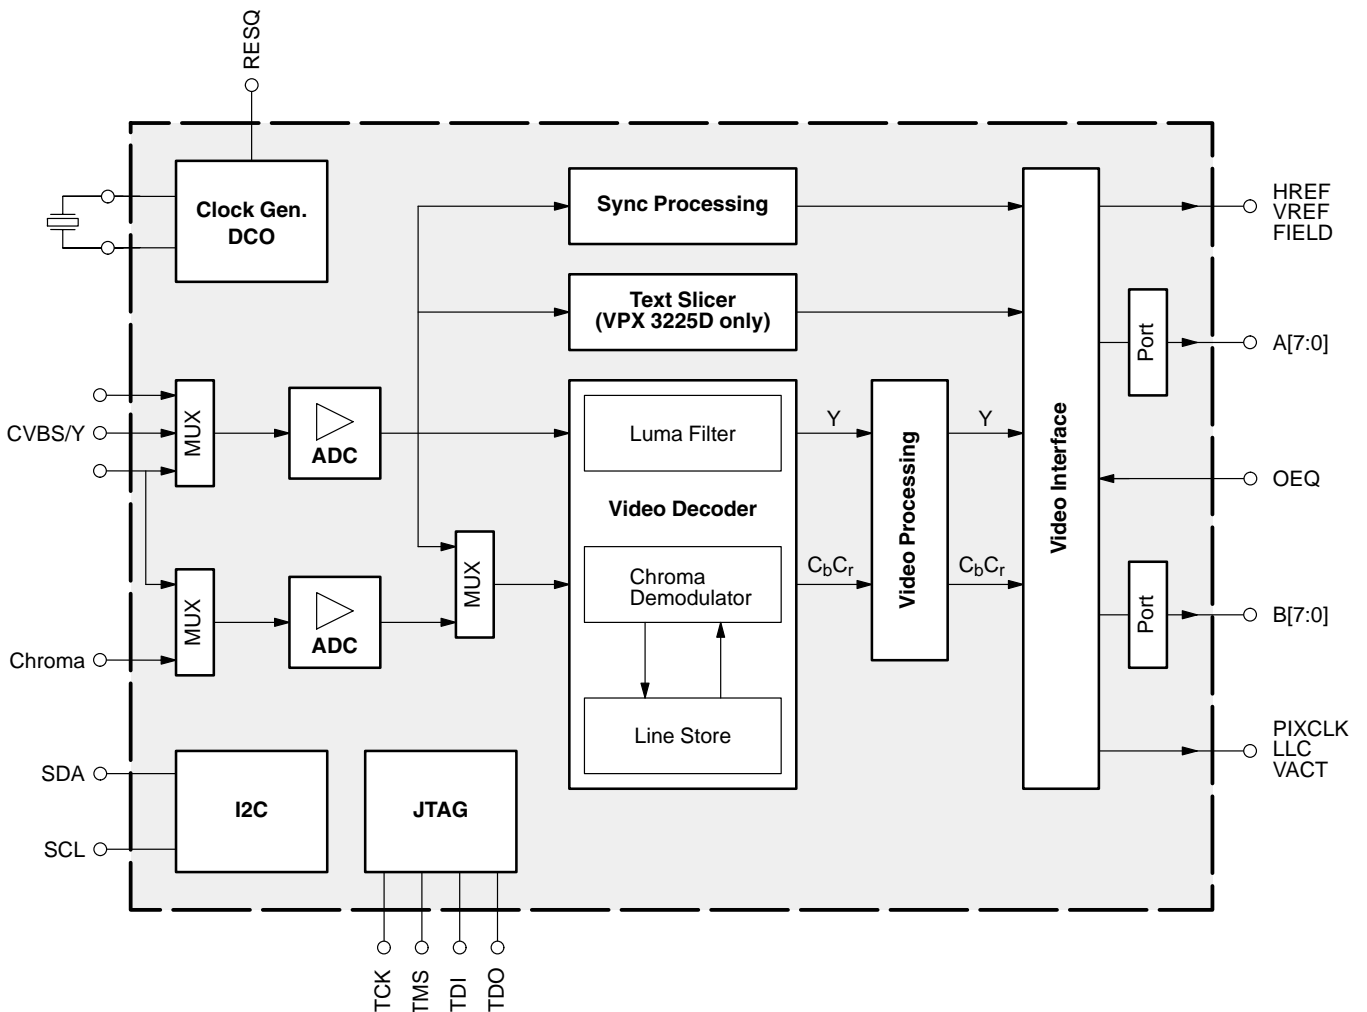 RESQ
Clock Gen.
DCO
Sync Processing
HREF
VREF
FIELD
Text Slicer
(VPX 3225D only)
Port
A[7:0]
CVBS/Y
MUX
ADC
Luma Filter
Y
Y
Video Processing
Video Interface
OEQ
Video Decoder
MUX
Chroma
Demodulator
CbCr
CbCr
Port
B[7:0]
MUX
ADC
Chroma
Line Store
PIXCLK
LLC
VACT
SDA
I2C
JTAG
SCL
TCK
TMS
TDI
TDO